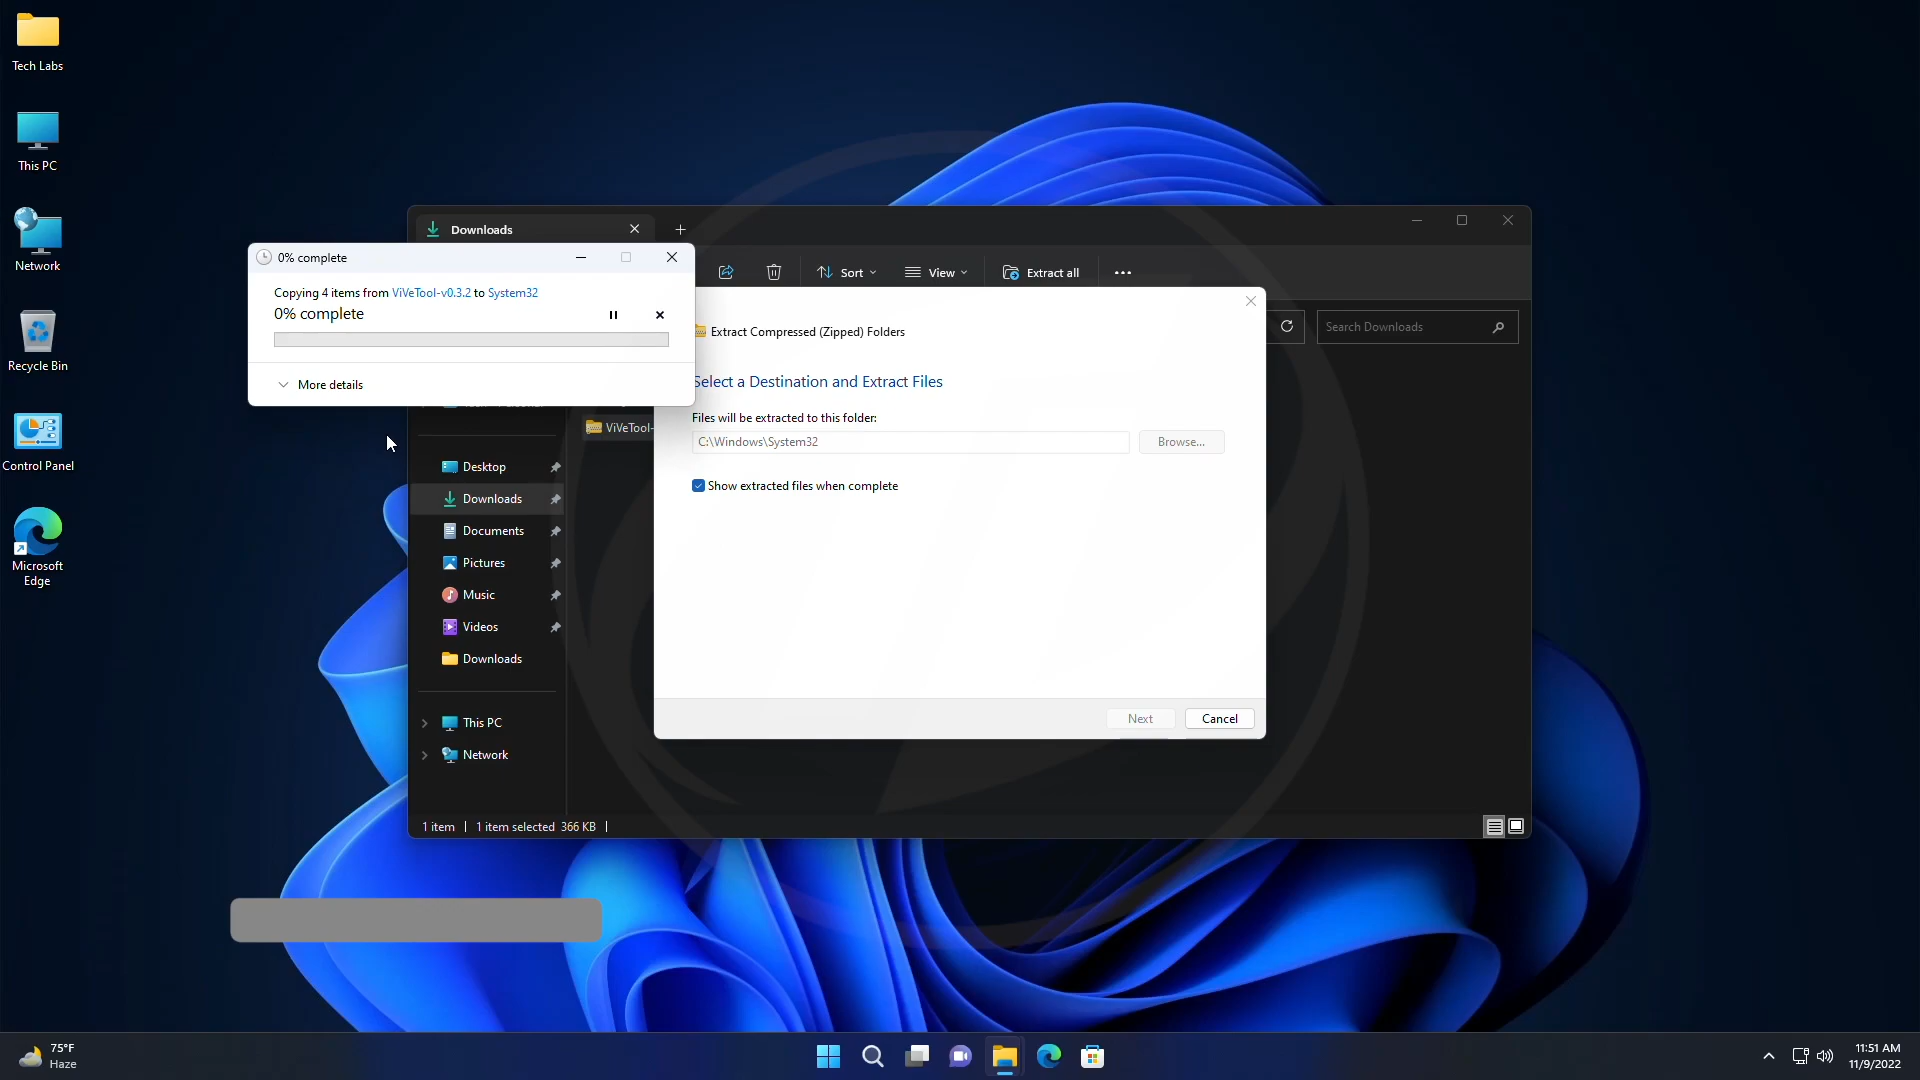 Tech Labs
This PC
Network
Recycle Bin
Control Panel
Microsoft
Edge
Downloads
Sort
View
Extract all
Search Downloads
0% complete
Copying 4 items from ViVeTool-v0.3.2 to System32
0% complete
More details
ViVeTool-
Extract Compressed (Zipped) Folders
Select a Destination and Extract Files
Files will be extracted to this folder:
C:\Windows\System32
Browse...
Show extracted files when complete
Next
Cancel
Desktop
Downloads
Documents
Pictures
Music
Videos
Downloads
This PC
Network
1 item
1 item selected 366 KB
75°F
Haze
11:51 AM
11/9/2022